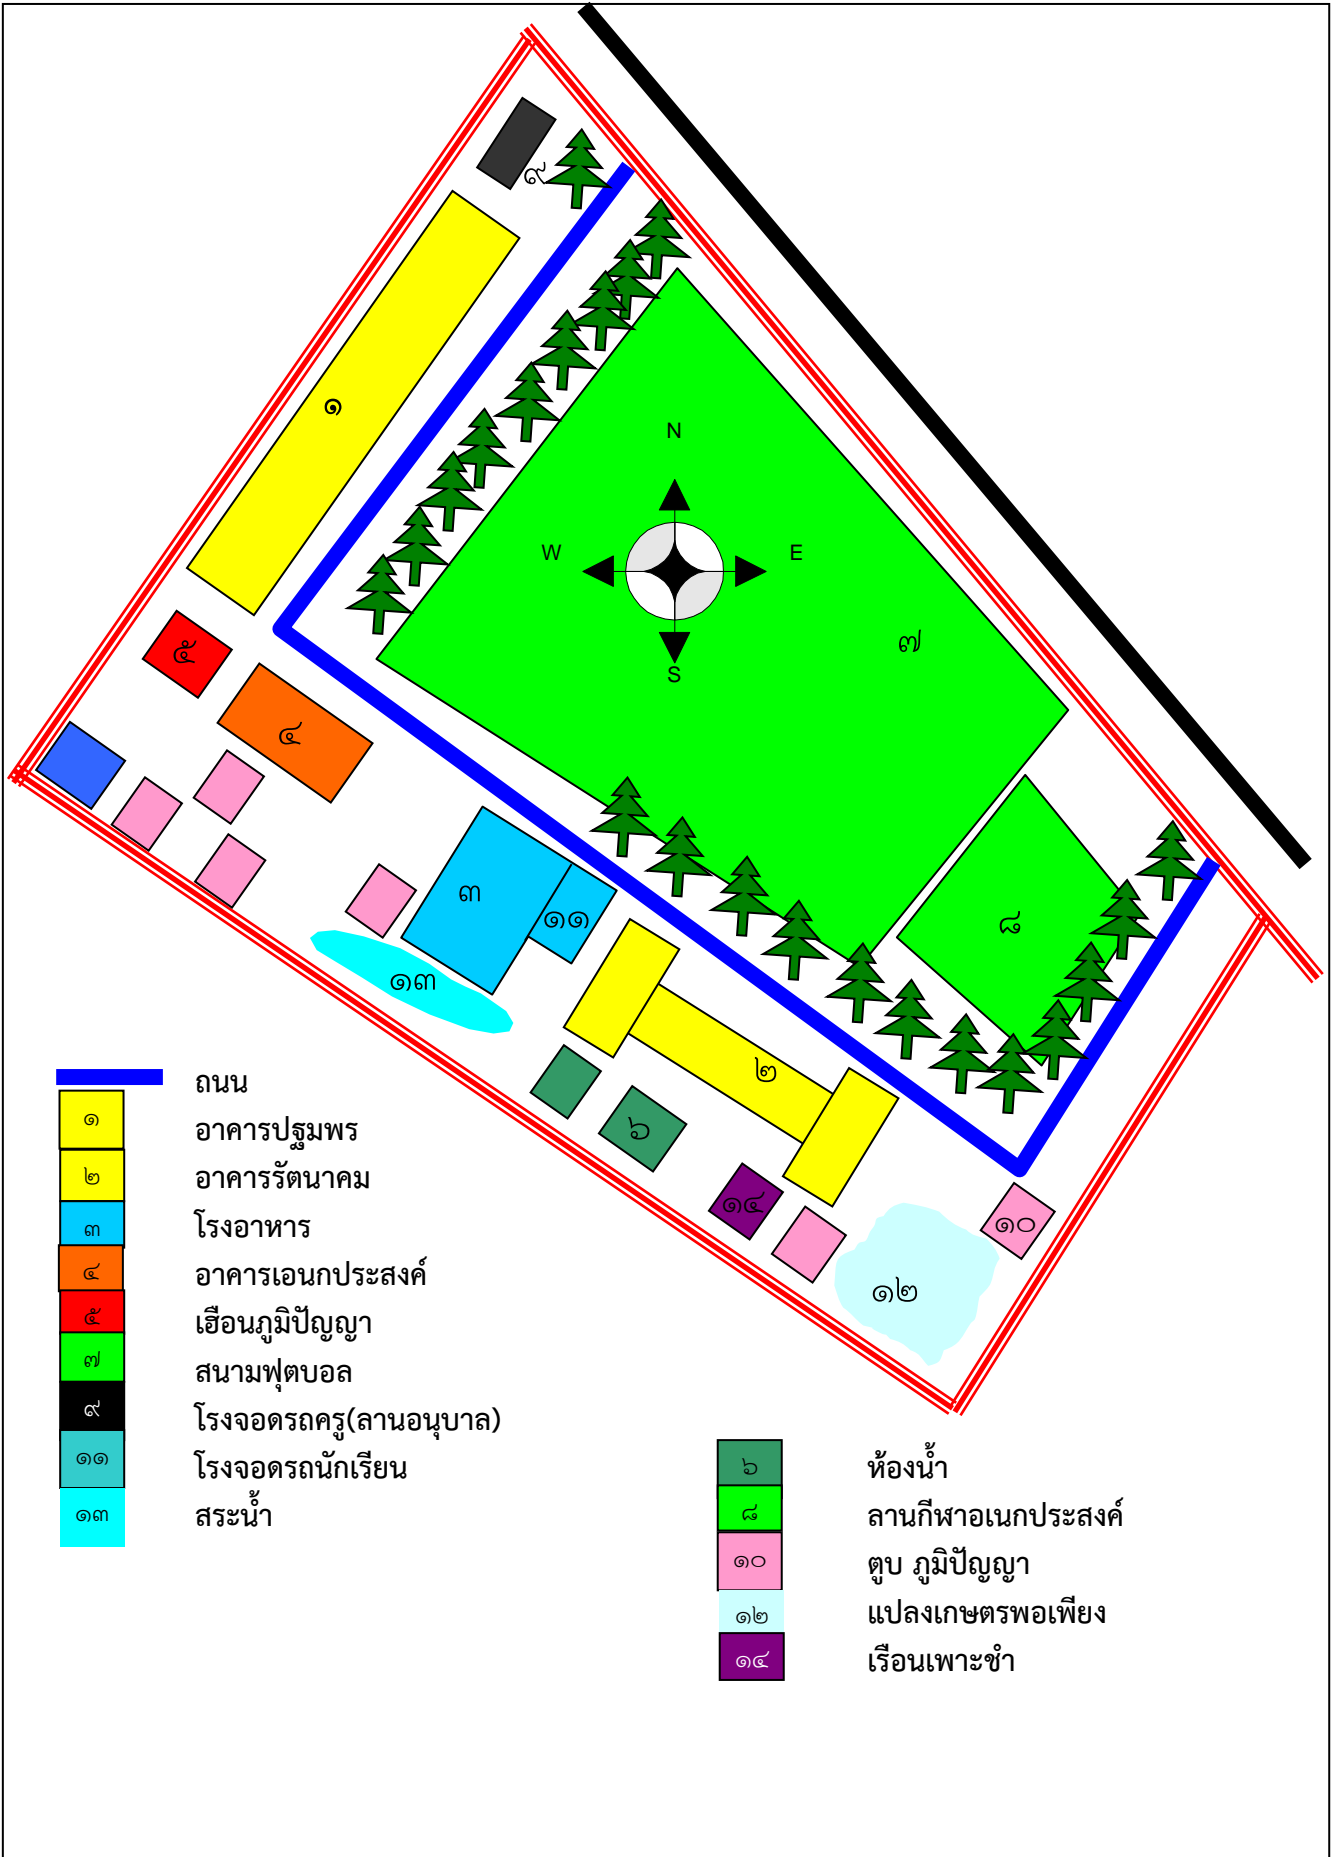 ๙
๑
N
W
E
๗
S
๕
๔
๓
๑๑
๘
๑๓
๒
๖
๑๔
๑๐
๑๒
ถนน
๑ อาคารปฐมพร
๒ อาคารรัตนาคม
๓ โรงอาหาร
๔ อาคารเอนกประสงค์
๕ เฮือนภูมิปัญญา
๗ สนามฟุตบอล
๙ โรงจอดรถครู(ลานอนุบาล)
๑๑ โรงจอดรถนักเรียน
๑๓ สระน้ำ
๖ ห้องน้ำ
๘ ลานกีฬาอเนกประสงค์
๑๐ ตูบ ภูมิปัญญา
๑๒ แปลงเกษตรพอเพียง
๑๔ เรือนเพาะชำ